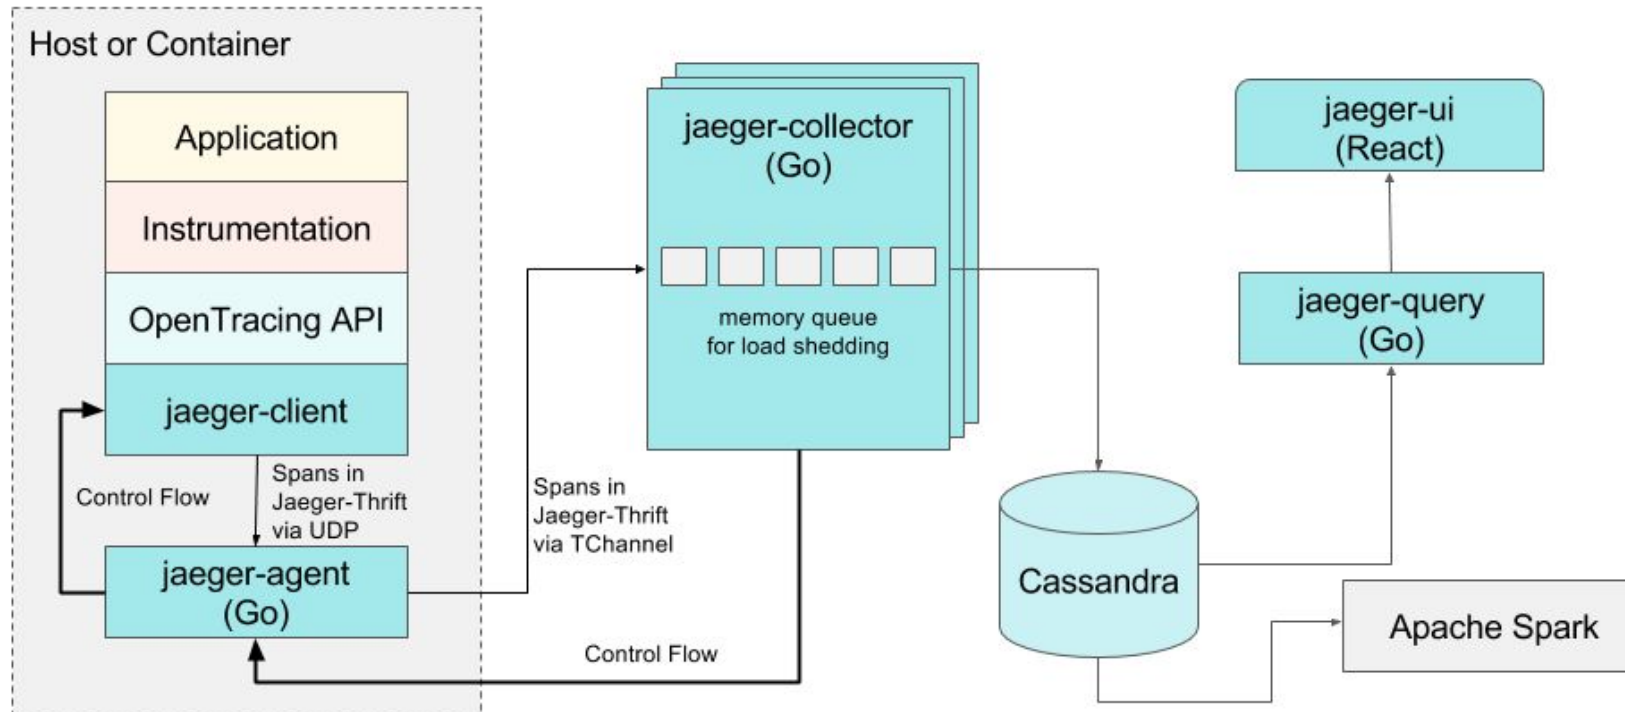 Host or Container
Application
Instrumentation
OpenTracing API
jaeger-client
Control Flow
Spans in
Jaeger-Thrift
via UDP
jaeger-agent
(Go)
Spans in
Jaeger-Thrift
via TChannel
Control Flow
jaeger-collector
(Go)
memory queue
for load shedding
Cassandra
jaeger-ui
(React)
jaeger-query
(Go)
Apache Spark